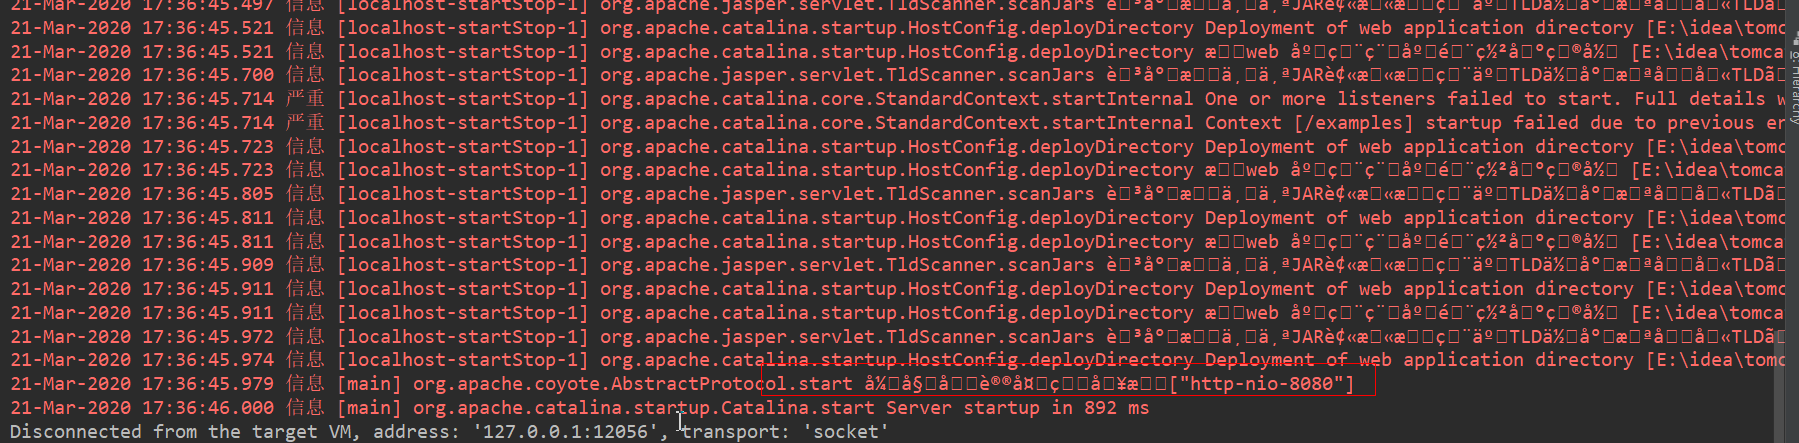 21-Mar-2020 17:36:45.497 信息 [localhost-startStop-1] org.apache.jasper.servlet.TldScanner.scanJars
21-Mar-2020 17:36:45.521 信息 [localhost-startStop-1] org.apache.catalina.startup.HostConfig.deployDirectory Deployment of web application directory [E:\idea\tomc
21-Mar-2020 17:36:45.521 信息 [localhost-startStop-1] org.apache.catalina.startup.HostConfig.deployDirectory æ□□web åº□ç□¨ç¨□åº□é□¨ç½²å□°ç□®å½□ [E:\idea\tomca
21-Mar-2020 17:36:45.700 信息 [localhost-startStop-1] org.apache.jasper.servlet.TldScanner.scanJars è□³å°□æ□□ä¸□ä¸ªJARè¢«æ□«æ□□ç□¨äº□TLDä½□å°□æ□ªå□□å□«TLDã□
21-Mar-2020 17:36:45.714 严重 [localhost-startStop-1] org.apache.catalina.core.StandardContext.startInternal One or more listeners failed to start. Full details w
21-Mar-2020 17:36:45.714 严重 [localhost-startStop-1] org.apache.catalina.core.StandardContext.startInternal Context [/examples] startup failed due to previous er
21-Mar-2020 17:36:45.723 信息 [localhost-startStop-1] org.apache.catalina.startup.HostConfig.deployDirectory Deployment of web application directory [E:\idea\tomc
21-Mar-2020 17:36:45.723 信息 [localhost-startStop-1] org.apache.catalina.startup.HostConfig.deployDirectory æ□□web åº□ç□¨ç¨□åº□é□¨ç½²å□°ç□®å½□ [E:\idea\tomca
21-Mar-2020 17:36:45.805 信息 [localhost-startStop-1] org.apache.jasper.servlet.TldScanner.scanJars è□³å°□æ□□ä¸□ä¸ªJARè¢«æ□«æ□□ç□¨äº□TLDä½□å°□æ□ªå□□å□«TLDã□
21-Mar-2020 17:36:45.811 信息 [localhost-startStop-1] org.apache.catalina.startup.HostConfig.deployDirectory Deployment of web application directory [E:\idea\tomc
21-Mar-2020 17:36:45.811 信息 [localhost-startStop-1] org.apache.catalina.startup.HostConfig.deployDirectory æ□□web åº□ç□¨ç¨□åº□é□¨ç½²å□°ç□®å½□ [E:\idea\tomca
21-Mar-2020 17:36:45.909 信息 [localhost-startStop-1] org.apache.jasper.servlet.TldScanner.scanJars è□³å°□æ□□ä¸□ä¸ªJARè¢«æ□«æ□□ç□¨äº□TLDä½□å°□æ□ªå□□å□«TLDã□
21-Mar-2020 17:36:45.911 信息 [localhost-startStop-1] org.apache.catalina.startup.HostConfig.deployDirectory Deployment of web application directory [E:\idea\tomc
21-Mar-2020 17:36:45.911 信息 [localhost-startStop-1] org.apache.catalina.startup.HostConfig.deployDirectory æ□□web åº□ç□¨ç¨□åº□é□¨ç½²å□°ç□®å½□ [E:\idea\tomca
21-Mar-2020 17:36:45.972 信息 [localhost-startStop-1] org.apache.jasper.servlet.TldScanner.scanJars è□³å°□æ□□ä¸□ä¸ªJARè¢«æ□«æ□□ç□¨äº□TLDä½□å°□æ□ªå□□å□«TLDã□
21-Mar-2020 17:36:45.974 信息 [localhost-startStop-1] org.apache.catalina.startup.HostConfig.deployDirectory Deployment of web application directory [E:\idea\tomc
21-Mar-2020 17:36:45.979 信息 [main] org.apache.coyote.AbstractProtocol.start å¼□å§□å□□è®®å¤□ç□□å□¥æ□□["http-nio-8080"]
21-Mar-2020 17:36:46.000 信息 [main] org.apache.catalina.startup.Catalina.start Server startup in 892 ms
Disconnected from the target VM, address: '127.0.0.1:12056', transport: 'socket'
Hierarchy